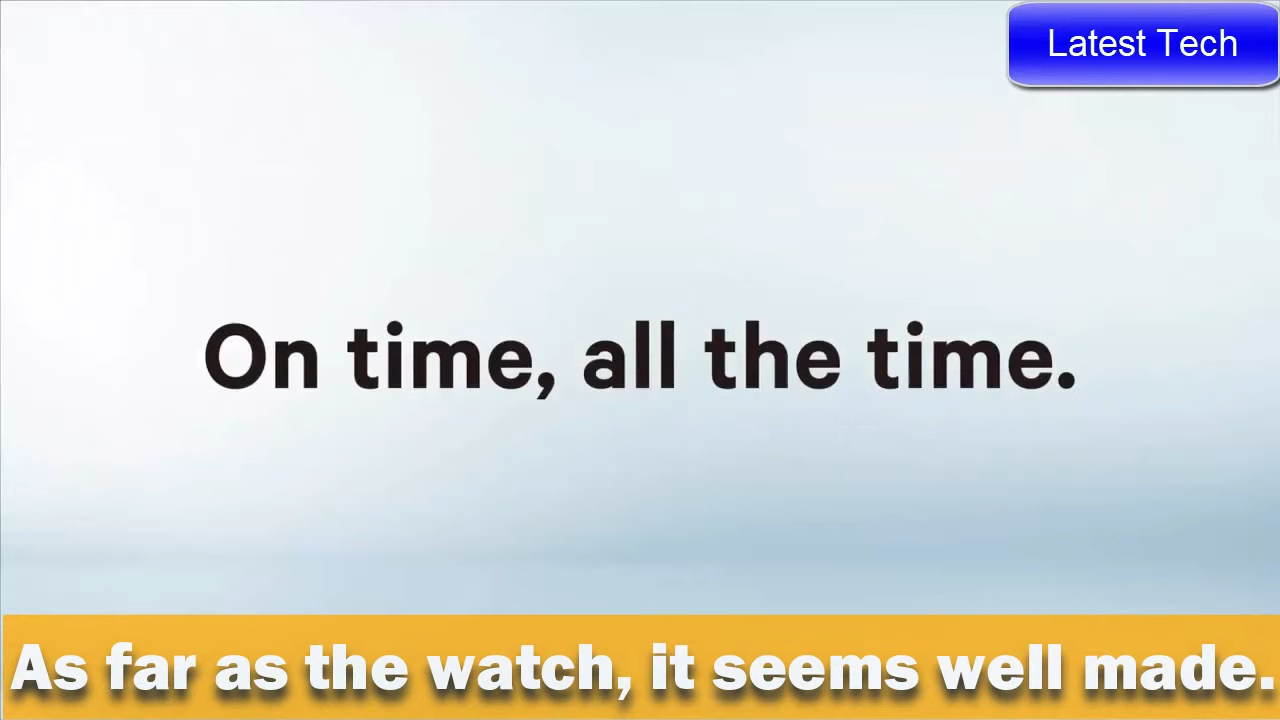 Latest Tech
On time, all the time.
As far as the watch, it seems well made.